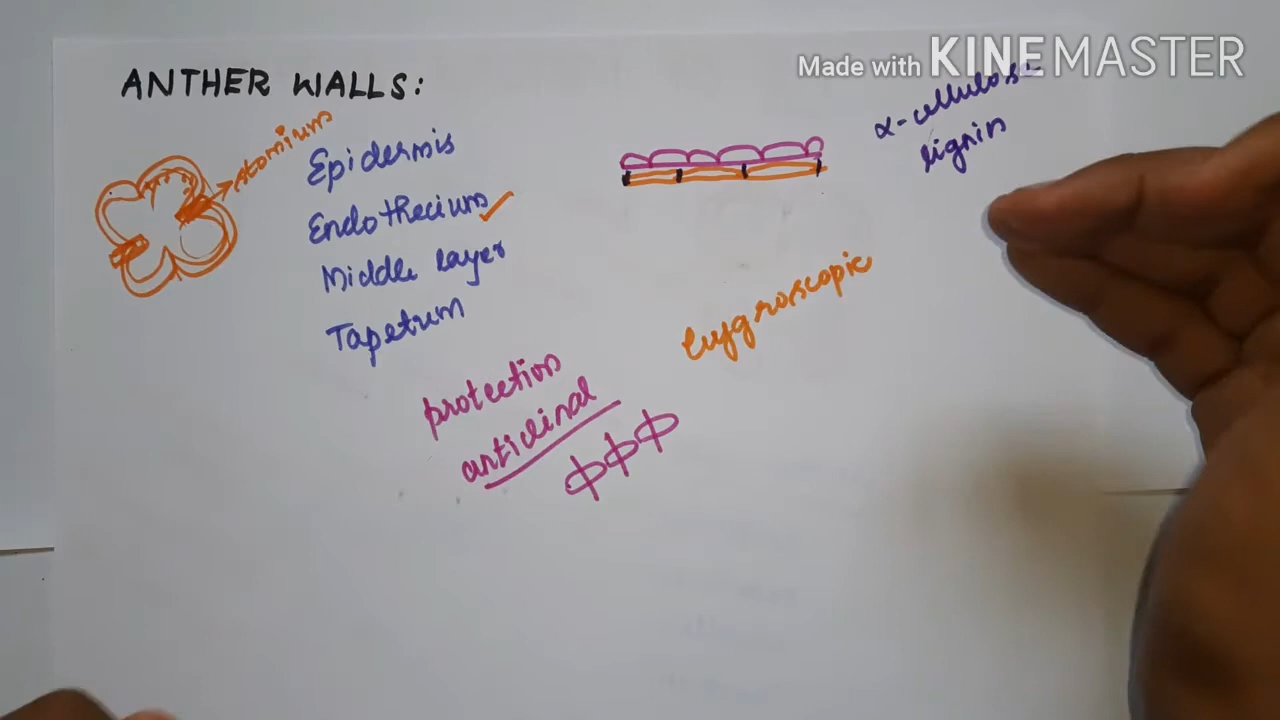 Made with KINEMASTER
ANTHER WALLS:
stomium
Epidermis
Endothecium
Middle layer
Tapetum
α-cellulose
lignin
hygroscopic
protection
anticlinal